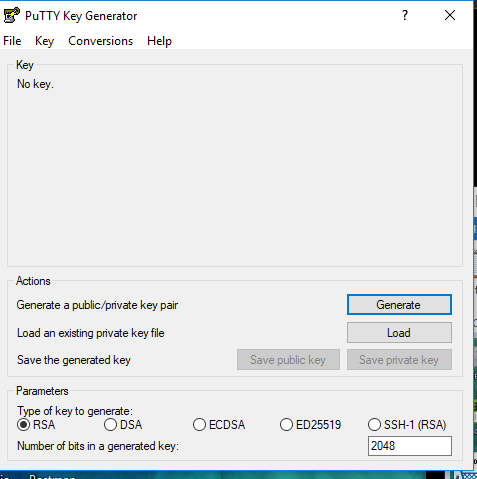 PuTTY Key Generator ?
File Key Conversions Help
Key
No key.
Actions
Generate a public/private key pair Generate
Load an existing private key file Load
Save the generated key Save public key Save private key
Parameters
Type of key to generate:
RSA DSA ECDSA ED25519 SSH-1 (RSA)
Number of bits in a generated key: 2048
Postman